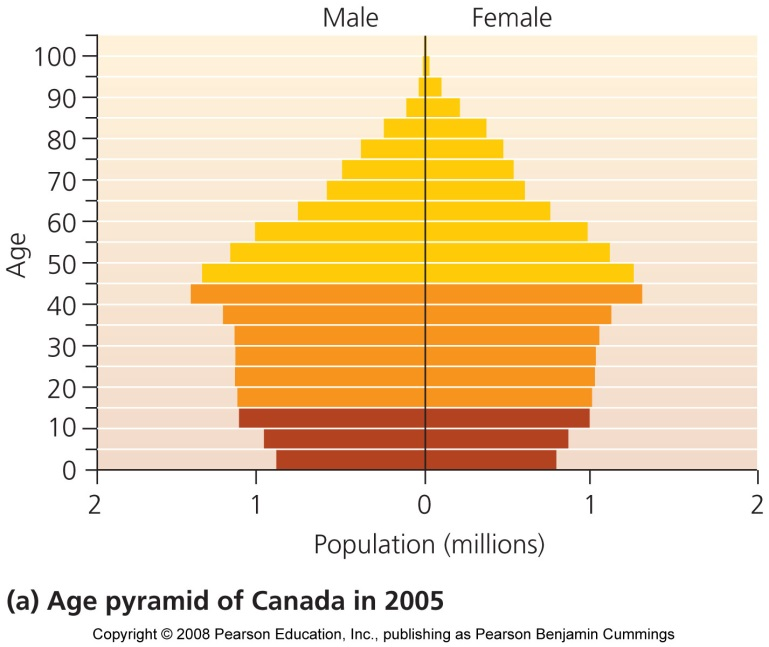 Male Female
100
90
80
70
60
50
40
30
20
10
0
Age
2 1 0 1 2
Population (millions)
(a) Age pyramid of Canada in 2005
Copyright © 2008 Pearson Education, Inc., publishing as Pearson Benjamin Cummings